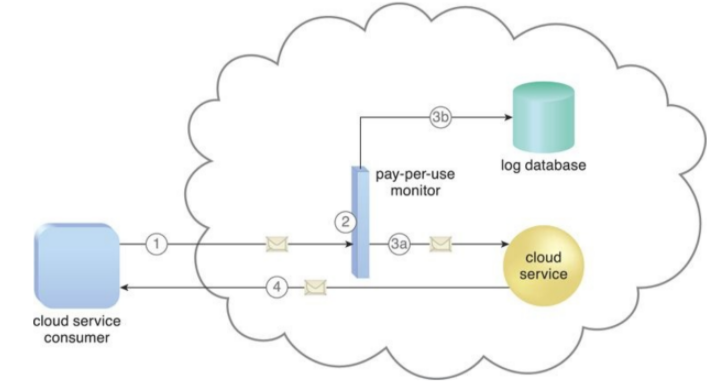 3b
log database
pay-per-use
monitor
2
1
3a
cloud
service
4
cloud service
consumer